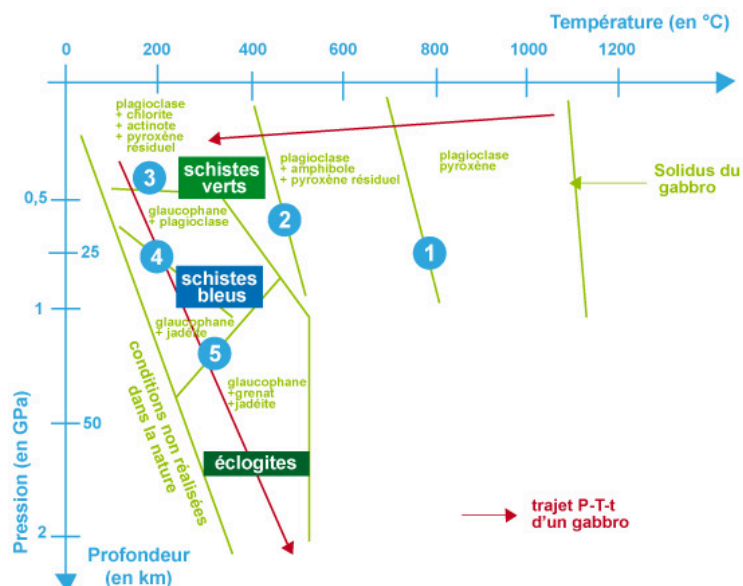 Température (en °C)
0
200
400
600
800
1000
1200
plagioclase
+ chlorite
+ actinote
+ pyroxène
résiduel
3
schistes
verts
plagioclase
+ amphibole
+ pyroxène résiduel
plagioclase
pyroxène
Solidus du
gabbro
0,5
glaucophane
+ plagioclase
2
1
25
4
schistes
bleus
1
glaucophane
+ jadéite
5
conditions non réalisées
dans la nature
glaucophane
+grenat
+jadéite
50
éclogites
Pression (en GPa)
trajet P-T-t
d'un gabbro
2
Profondeur
(en km)